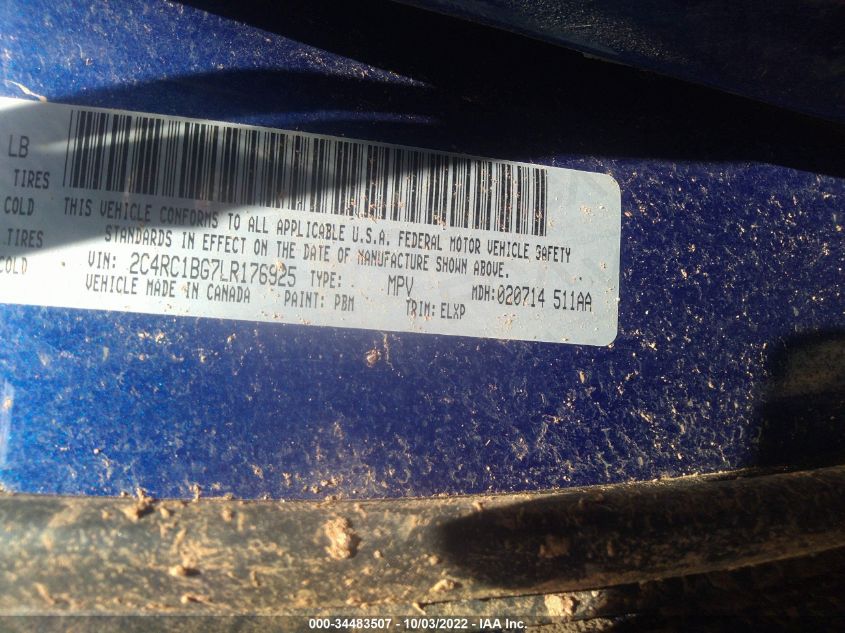 LB
TIRES
COLD
TIRES
COLD
THIS VEHICLE CONFORMS TO ALL APPLICABLE U.S.A. FEDERAL MOTOR VEHICLE SAFETY
STANDARDS IN EFFECT ON THE DATE OF MANUFACTURE SHOWN ABOVE.
VIN: 2C4RC1BG7LR176925 TYPE: MPV MDH:020714 511AA
VEHICLE MADE IN CANADA PAINT: PBM TRIM: ELXP
000-34483507 - 10/03/2022 - IAA Inc.